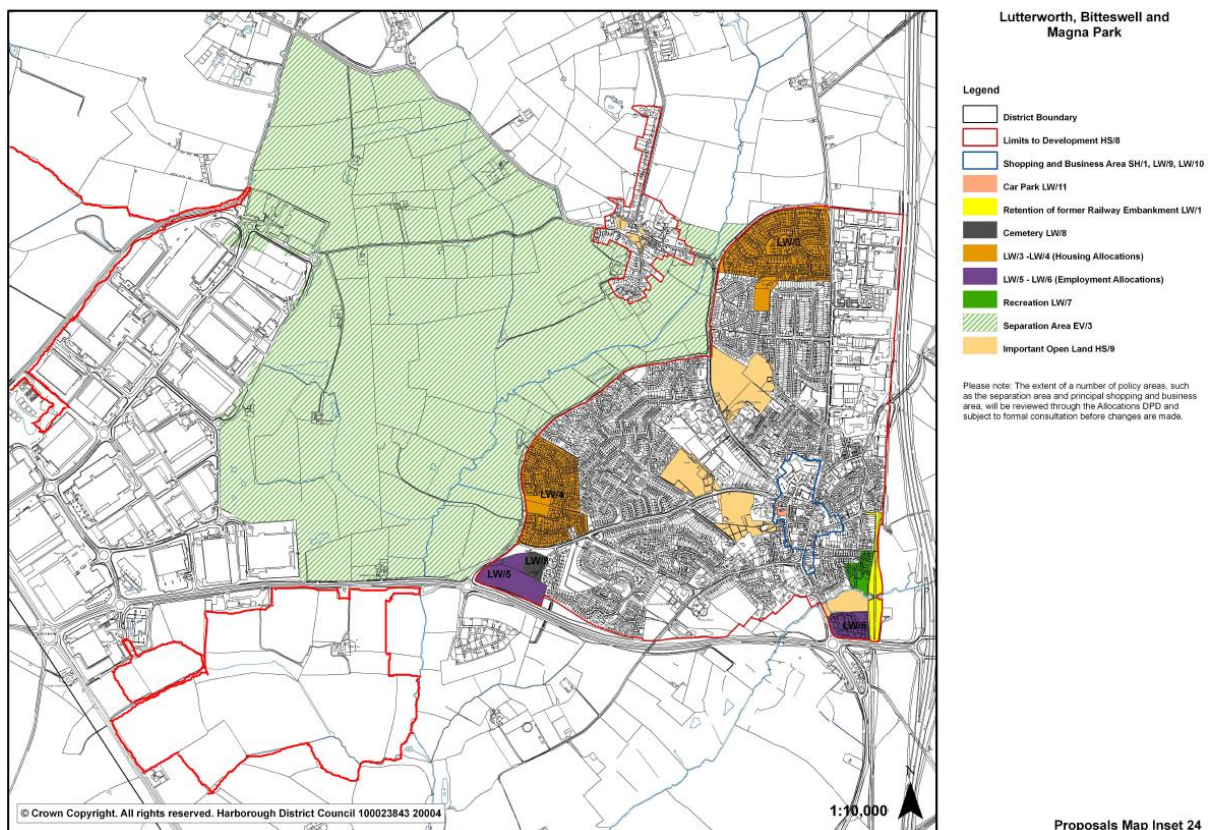 Lutterworth, Bitteswell and
Magna Park
Legend
District Boundary
Limits to Development HS/8
Shopping and Business Area SH/1, LW/9, LW/10
Car Park LW/11
Retention of former Railway Embankment LW/1
Cemetery LW/8
LW/3 -LW/4 (Housing Allocations)
LW/5 - LW/6 (Employment Allocations)
Recreation LW/7
Separation Area EV/3
Important Open Land HS/9
Please note: The extent of a number of policy areas, such
as the separation area and principal shopping and business
area, will be reviewed through the Allocations DPD and
subject to formal consultation before changes are made.
LW/3
LW/4
LW/8
LW/5
LW/6
© Crown Copyright. All rights reserved. Harborough District Council 100023843 20004
1:10,000
N
Proposals Map Inset 24